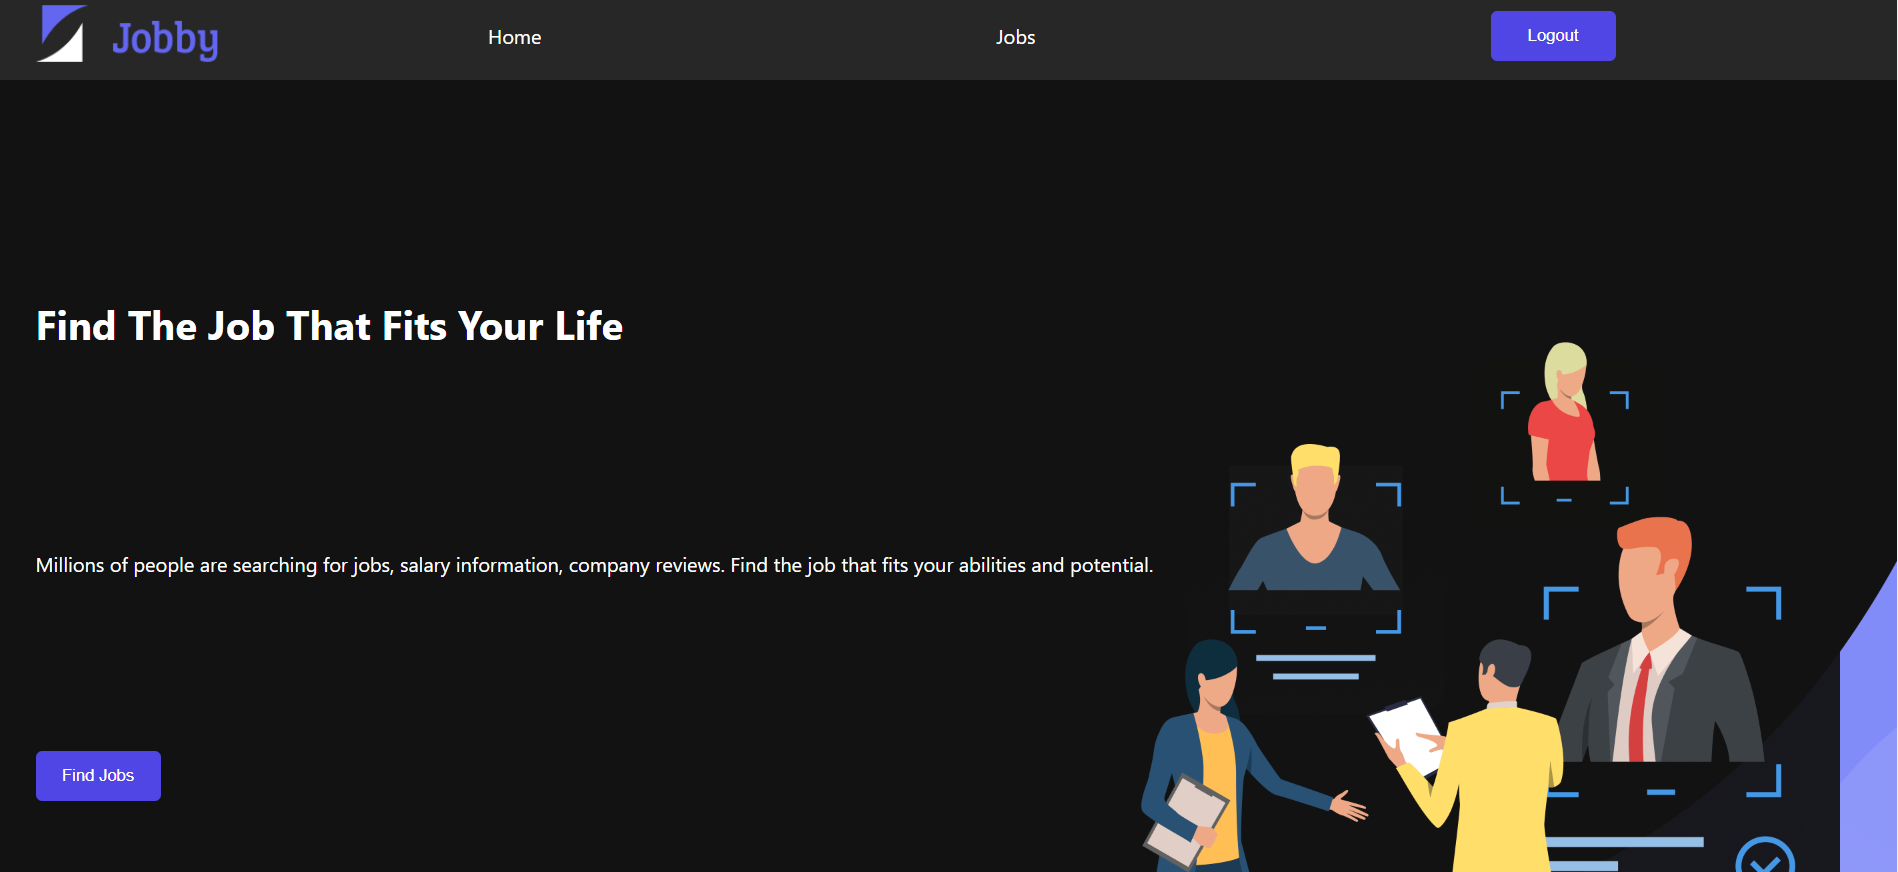 Jobby
Home
Jobs
Logout
Find The Job That Fits Your Life
Millions of people are searching for jobs, salary information, company reviews. Find the job that fits your abilities and potential.
Find Jobs